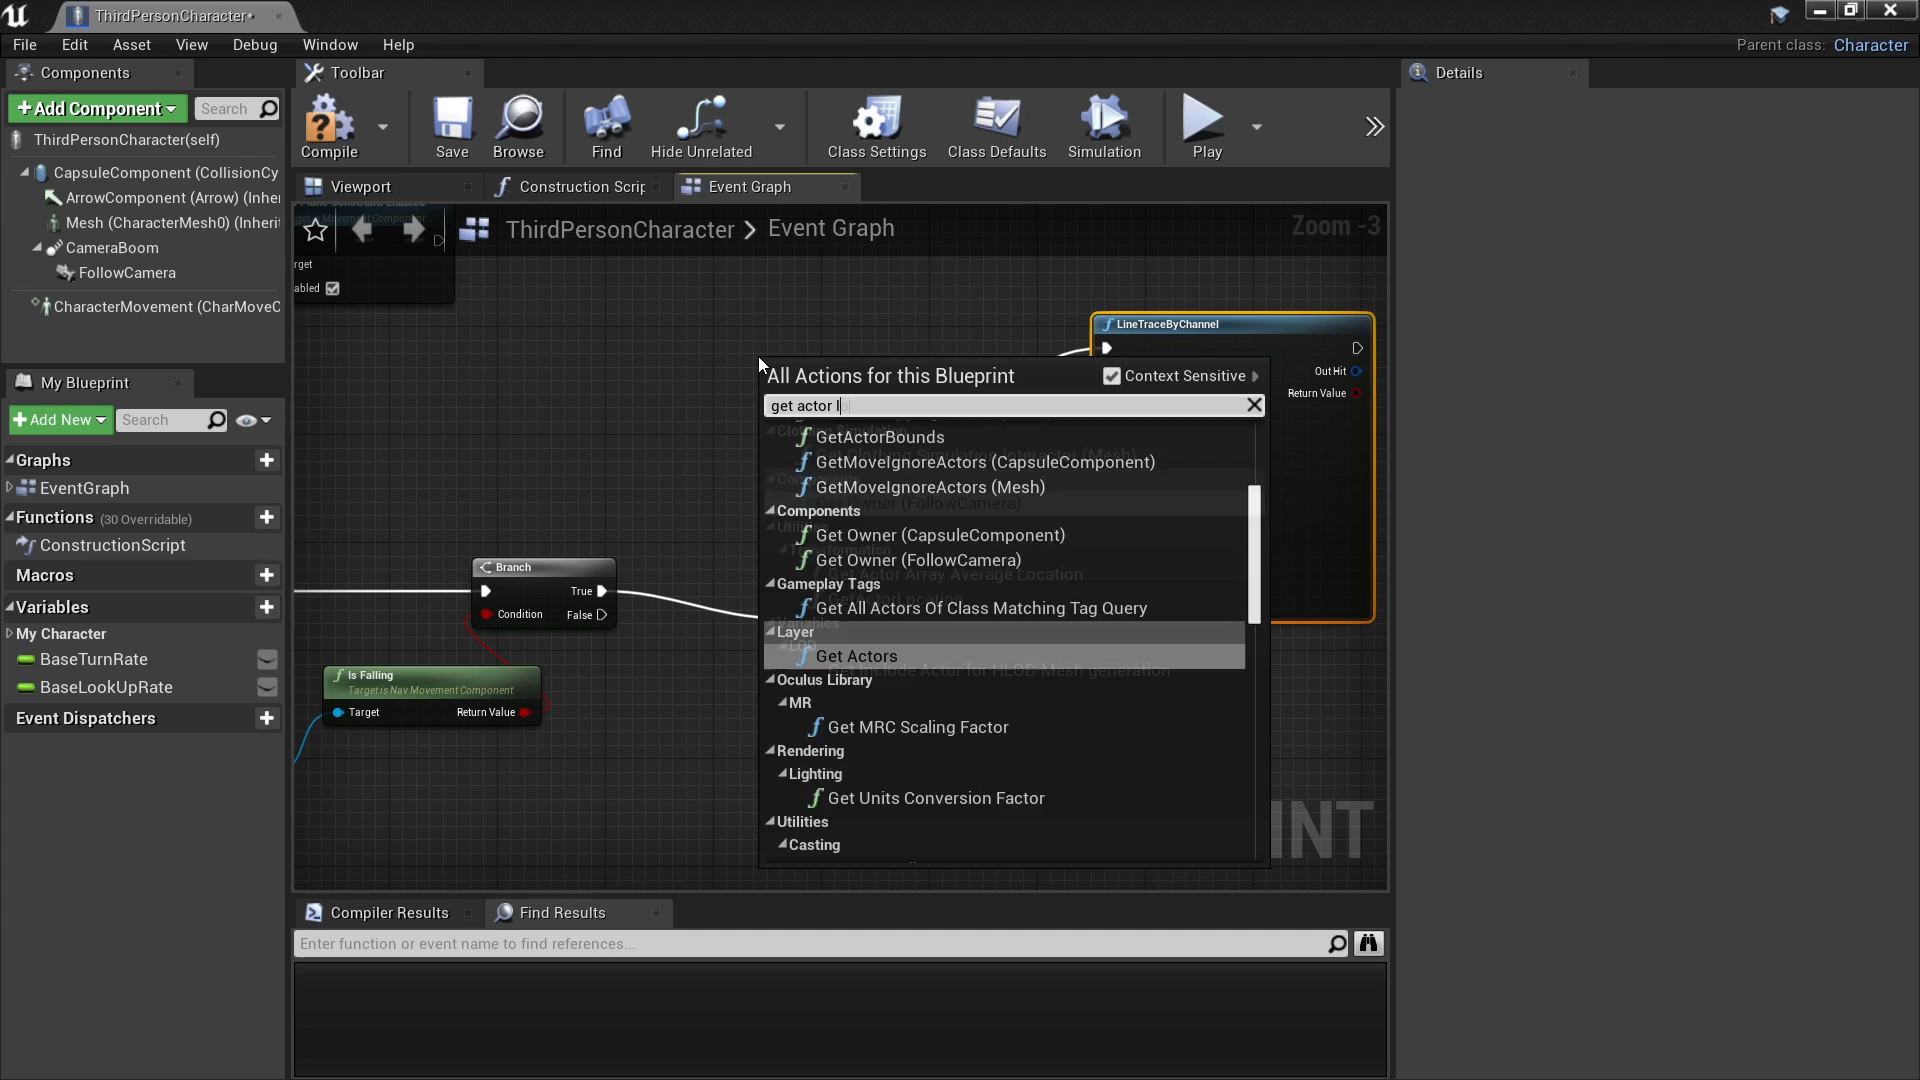 ThirdPersonCharacter*
File Edit Asset View Debug Window Help
Parent class: Character
Components
Toolbar
Details
+Add Component
Search
ThirdPersonCharacter(self)
CapsuleComponent (CollisionCy
ArrowComponent (Arrow) (Inher
Mesh (CharacterMesh0) (Inherit
CameraBoom
FollowCamera
CharacterMovement (CharMoveC
Compile
Save
Browse
Find
Hide Unrelated
Class Settings
Class Defaults
Simulation
Play
Viewport
Construction Scrip
Event Graph
ThirdPersonCharacter > Event Graph
Zoom -3
rget
abled
LineTraceByChannel
Out Hit
Return Value
My Blueprint
+Add New
Search
Graphs
EventGraph
Functions (30 Overridable)
ConstructionScript
Macros
Variables
My Character
BaseTurnRate
BaseLookUpRate
Event Dispatchers
Branch
True
Condition
False
Is Falling
Target is Nav Movement Component
Target
Return Value
All Actions for this Blueprint
Context Sensitive
get actor l
GetActorBounds
GetMoveIgnoreActors (CapsuleComponent)
GetMoveIgnoreActors (Mesh)
Components
Get Owner (CapsuleComponent)
Get Owner (FollowCamera)
Gameplay Tags
Get All Actors Of Class Matching Tag Query
Layer
Get Actors
Oculus Library
MR
Get MRC Scaling Factor
Rendering
Lighting
Get Units Conversion Factor
Utilities
Casting
INT
Compiler Results
Find Results
Enter function or event name to find references...